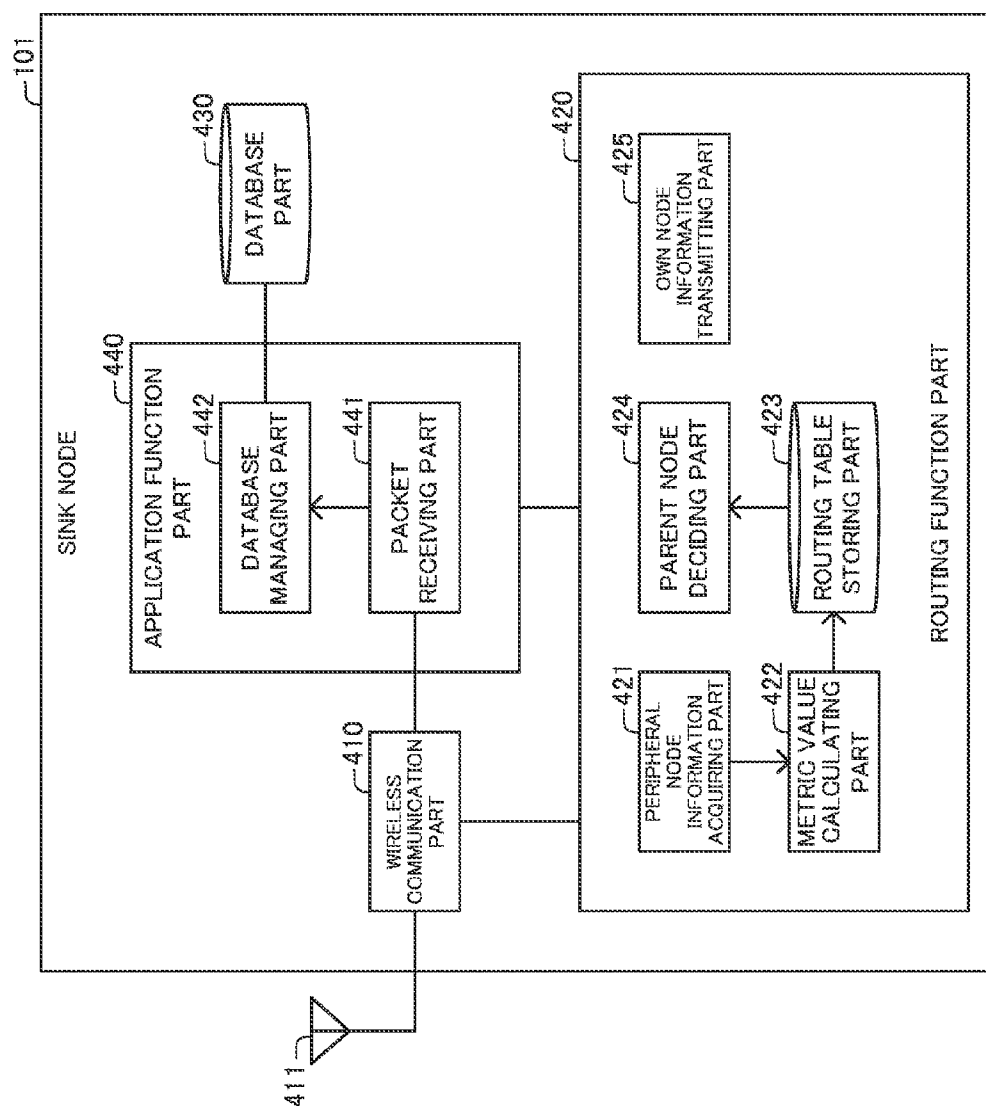 101
SINK NODE
440
APPLICATION FUNCTION
PART
430
DATABASE
PART
442
DATABASE
MANAGING PART
410
WIRELESS
COMMUNICATION
PART
441
PACKET
RECEIVING PART
411
420
421
PERIPHERAL
NODE
INFORMATION
ACQUIRING PART
424
PARENT NODE
DECIDING PART
425
OWN NODE
INFORMATION
TRANSMITTING PART
422
METRIC VALUE
CALCULATING
PART
423
ROUTING TABLE
STORING PART
ROUTING FUNCTION PART